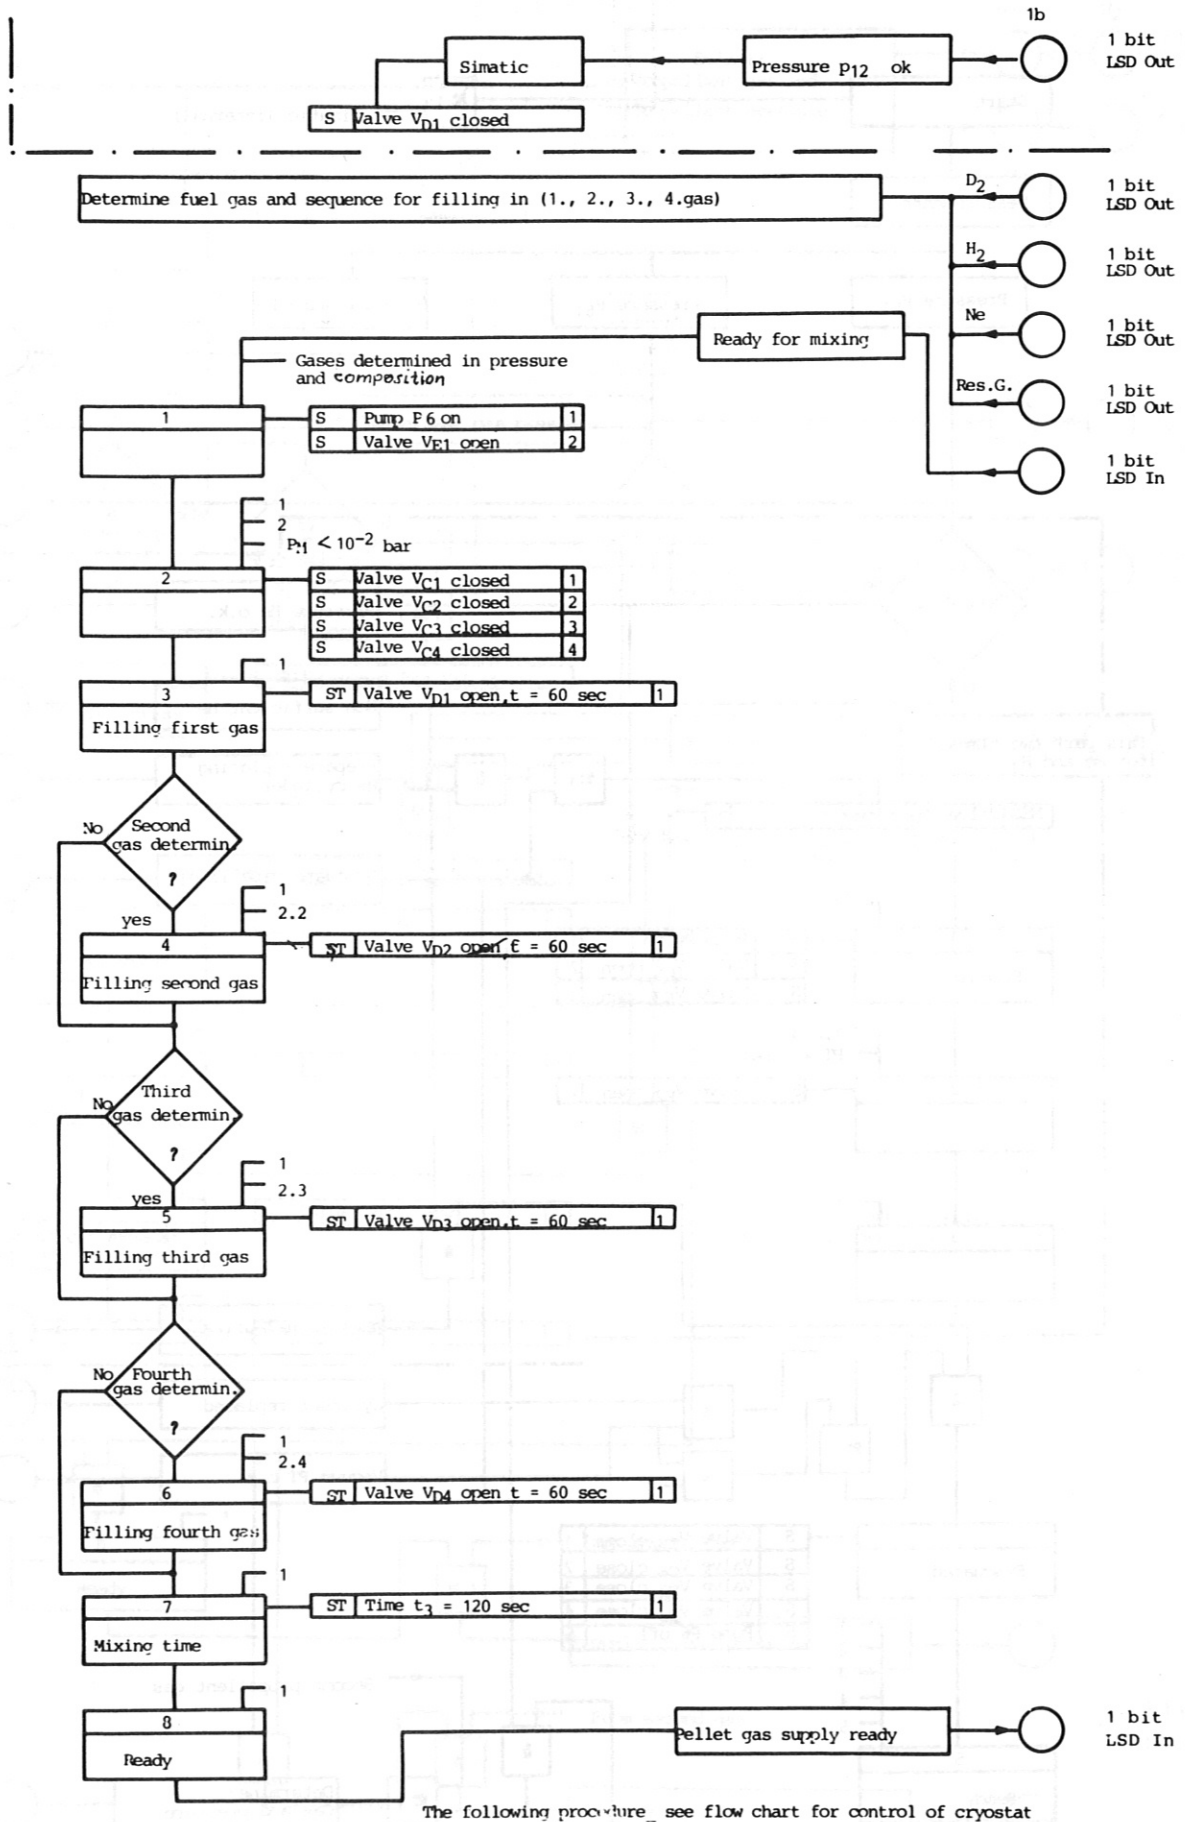 1b
1 bit
LSD Out
Simatic
Pressure p12 ok
S Valve VD1 closed
Determine fuel gas and sequence for filling in (1., 2., 3., 4.gas)
D2
1 bit
LSD Out
H2
1 bit
LSD Out
Ne
1 bit
LSD Out
Res.G.
1 bit
LSD Out
Ready for mixing
1 bit
LSD In
Gases determined in pressure
and composition
1
S Pump P6 on 1
S Valve VE1 open 2
1
2
PM < 10-2 bar
2
S Valve VC1 closed 1
S Valve VC2 closed 2
S Valve VC3 closed 3
S Valve VC4 closed 4
1
3
Filling first gas
ST Valve VD1 open,t = 60 sec 1
No
Second
gas determin.
?
yes
1
2.2
4
Filling second gas
ST Valve VD2 open,t = 60 sec 1
No
Third
gas determin.
?
yes
1
2.3
5
Filling third gas
ST Valve VD3 open,t = 60 sec 1
No
Fourth
gas determin.
?
1
2.4
6
Filling fourth gas
ST Valve VD4 open t = 60 sec 1
1
7
Mixing time
ST Time t3 = 120 sec 1
1
8
Ready
Pellet gas supply ready
1 bit
LSD In
The following procedure see flow chart for control of cryostat